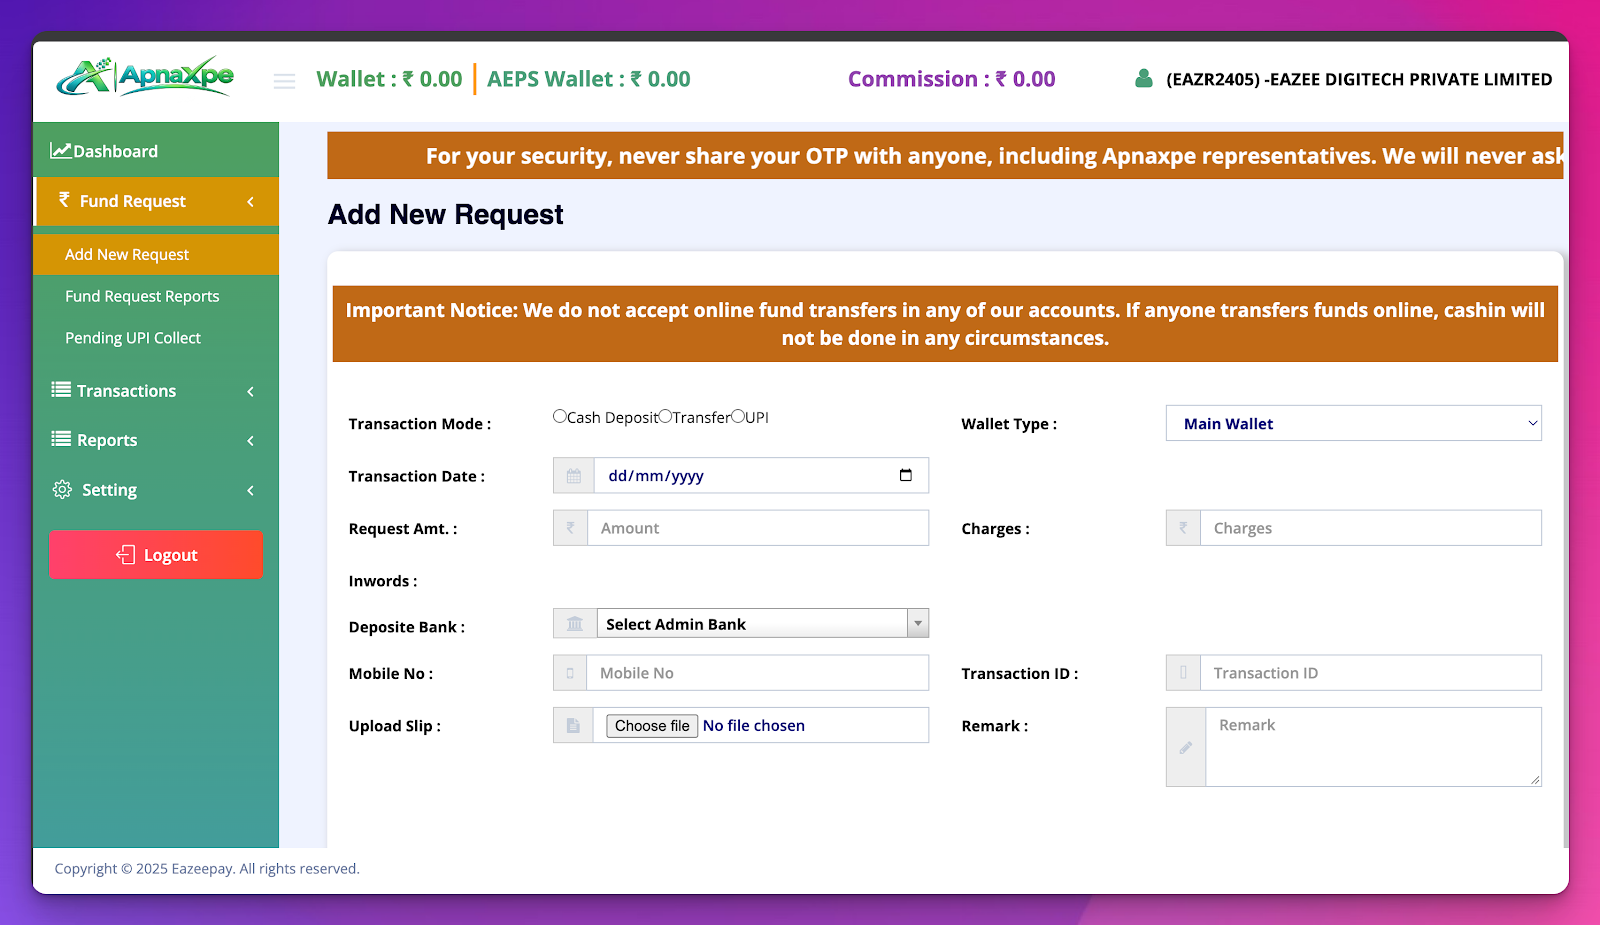 ApnaXpe
Wallet : ₹ 0.00
AEPS Wallet : ₹ 0.00
Commission : ₹ 0.00
(EAZR2405) -EAZEE DIGITECH PRIVATE LIMITED
Dashboard
₹ Fund Request
Add New Request
Fund Request Reports
Pending UPI Collect
Transactions
Reports
Setting
Logout
For your security, never share your OTP with anyone, including Apnaxpe representatives. We will never ask
Add New Request
Important Notice: We do not accept online fund transfers in any of our accounts. If anyone transfers funds online, cashin will
not be done in any circumstances.
Transaction Mode :
Cash Deposit Transfer UPI
Wallet Type :
Main Wallet
Transaction Date :
dd/mm/yyyy
Request Amt. :
₹ Amount
Charges :
₹ Charges
Inwords :
Deposite Bank :
Select Admin Bank
Mobile No :
Mobile No
Transaction ID :
Transaction ID
Upload Slip :
Choose file No file chosen
Remark :
Remark
Copyright © 2025 Eazeepay. All rights reserved.